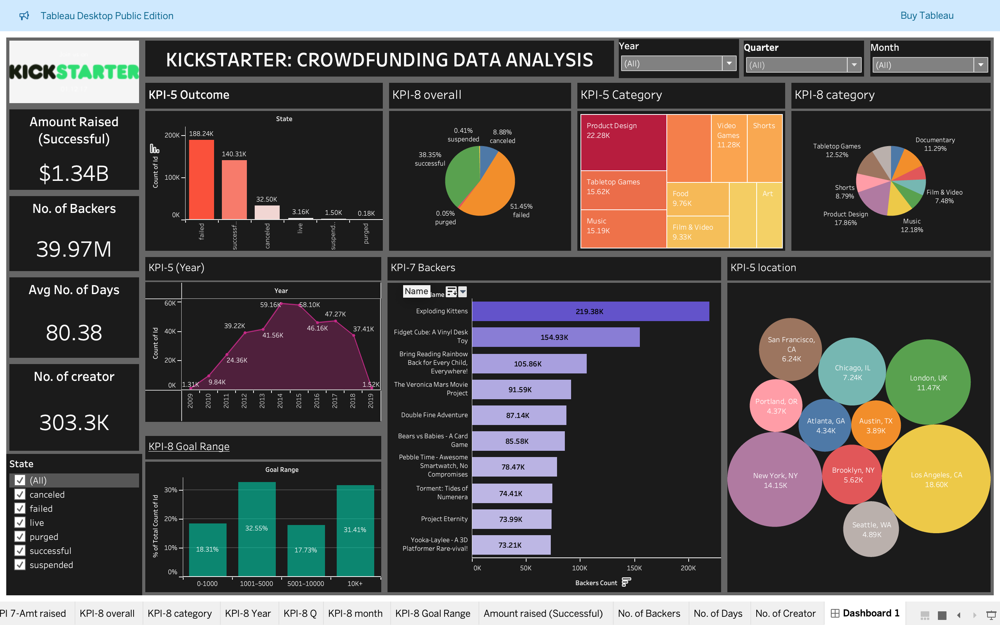 Tableau Desktop Public Edition
Buy Tableau
KICKSTARTER
01.12.17
KICKSTARTER: CROWDFUNDING DATA ANALYSIS
Year
(All)
Quarter
(All)
Month
(All)
Amount Raised
(Successful)
$1.34B
No. of Backers
39.97M
Avg No. of Days
80.38
No. of creator
303.3K
State
(All)
canceled
failed
live
purged
successful
suspended
KPI-5 Outcome
State
Count of Id
200K
100K
0K
188.24K
140.31K
32.50K
3.16K
1.50K
0.18K
failed
successf..
canceled
live
suspend..
purged
KPI-8 overall
0.41%
suspended
8.88%
canceled
38.35%
successful
51.45%
failed
0.05%
purged
KPI-5 Category
Product Design
22.28K
Tabletop Games
15.62K
Music
15.19K
Video
Games
11.28K
Shorts
Food
9.76K
Film & Video
9.33K
Art
KPI-8 category
Documentary
11.29%
Tabletop Games
12.52%
Shorts
8.79%
Film & Video
7.48%
Product Design
17.86%
Music
12.18%
KPI-5 (Year)
Year
Count of Id
60K
40K
20K
0K
1.31K
9.84K
24.36K
39.22K
41.56K
59.16K
58.10K
46.16K
47.27K
37.41K
1.52K
2009
2010
2011
2012
2013
2014
2015
2016
2017
2018
2019
KPI-8 Goal Range
Goal Range
% of Total Count of Id
30%
20%
10%
0%
18.31%
32.55%
17.73%
31.41%
0-1000
1001–5000
5001–10000
10K+
KPI-7 Backers
Name
Exploding Kittens
219.38K
Fidget Cube: A Vinyl Desk
Toy
154.93K
Bring Reading Rainbow
Back for Every Child,
Everywhere!
105.86K
The Veronica Mars Movie
Project
91.59K
Double Fine Adventure
87.14K
Bears vs Babies - A Card
Game
85.58K
Pebble Time - Awesome
Smartwatch, No
Compromises
78.47K
Torment: Tides of
Numenera
74.41K
Project Eternity
73.99K
Yooka-Laylee - A 3D
Platformer Rare-vival!
73.21K
0K
50K
100K
150K
200K
Backers Count
KPI-5 location
San Francisco,
CA
6.24K
Chicago, IL
7.24K
London, UK
11.47K
Portland, OR
4.37K
Atlanta, GA
4.34K
Austin, TX
3.89K
New York, NY
14.15K
Brooklyn, NY
5.62K
Los Angeles, CA
18.60K
Seattle, WA
4.89K
PI 7-Amt raised
KPI-8 overall
KPI-8 category
KPI-8 Year
KPI-8 Q
KPI-8 month
KPI-8 Goal Range
Amount raised (Successful)
No. of Backers
No. of Days
No. of Creator
Dashboard 1